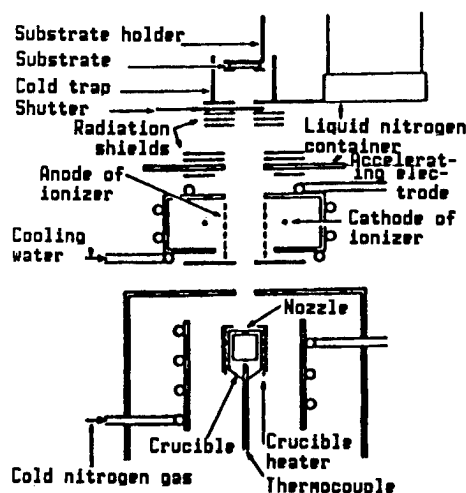 Substrate holder
Substrate
Cold trap
Shutter
Radiation
shields
Liquid nitrogen
container
Accelerat-
ing elec-
trode
Anode of
ionizer
Cathode of
ionizer
Cooling
water
Nozzle
Crucible
Crucible
heater
Cold nitrogen gas
Thermocouple